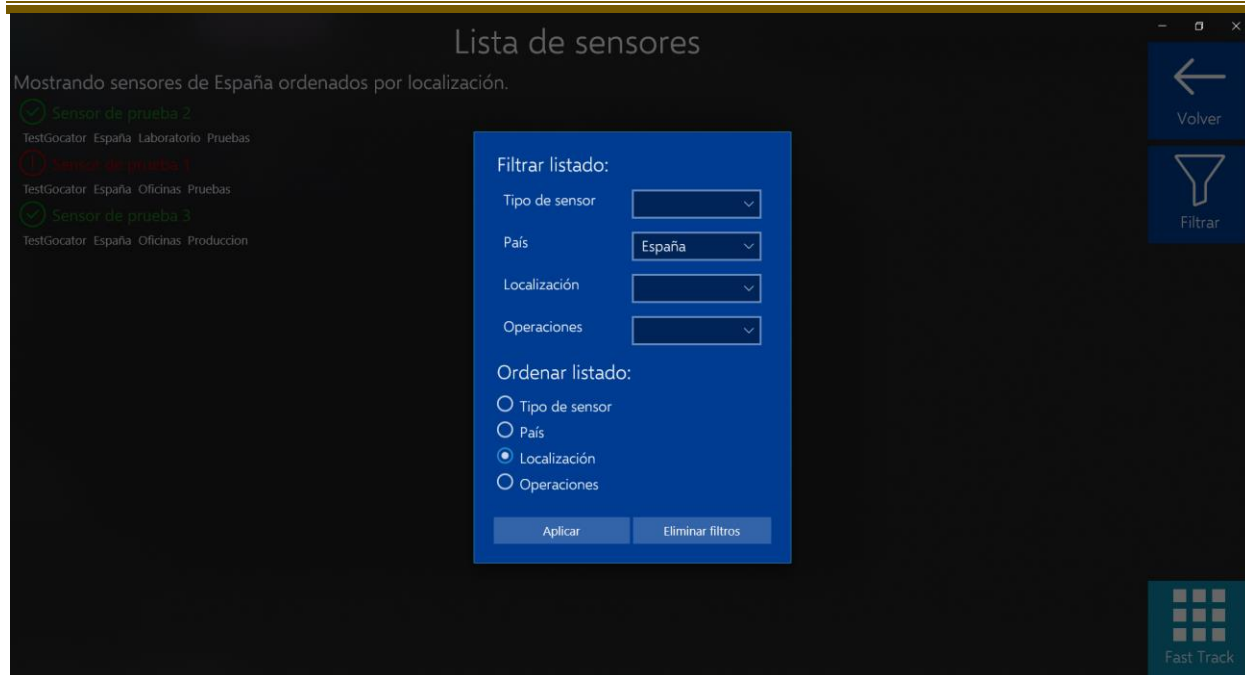 Lista de sensores
Mostrando sensores de España ordenados por localización.
Sensor de prueba 2
TestGocator España Laboratorio Pruebas
Sensor de prueba 1
TestGocator España Oficinas Pruebas
Sensor de prueba 3
TestGocator España Oficinas Produccion
Filtrar listado:
Tipo de sensor
País España
Localización
Operaciones
Ordenar listado:
Tipo de sensor
País
Localización
Operaciones
Aplicar Eliminar filtros
Volver
Filtrar
Fast Track